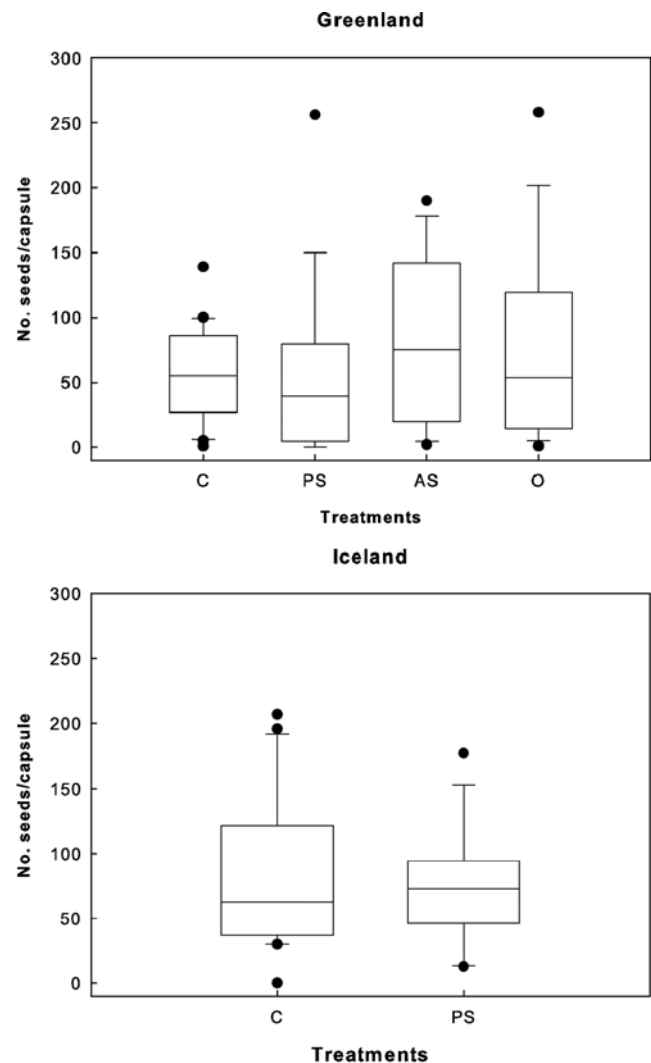 Greenland
300
250
200
150
100
50
0
No. seeds/capsule
C PS AS O
Treatments
Iceland
300
250
200
150
100
50
0
No. seeds/capsule
C PS
Treatments